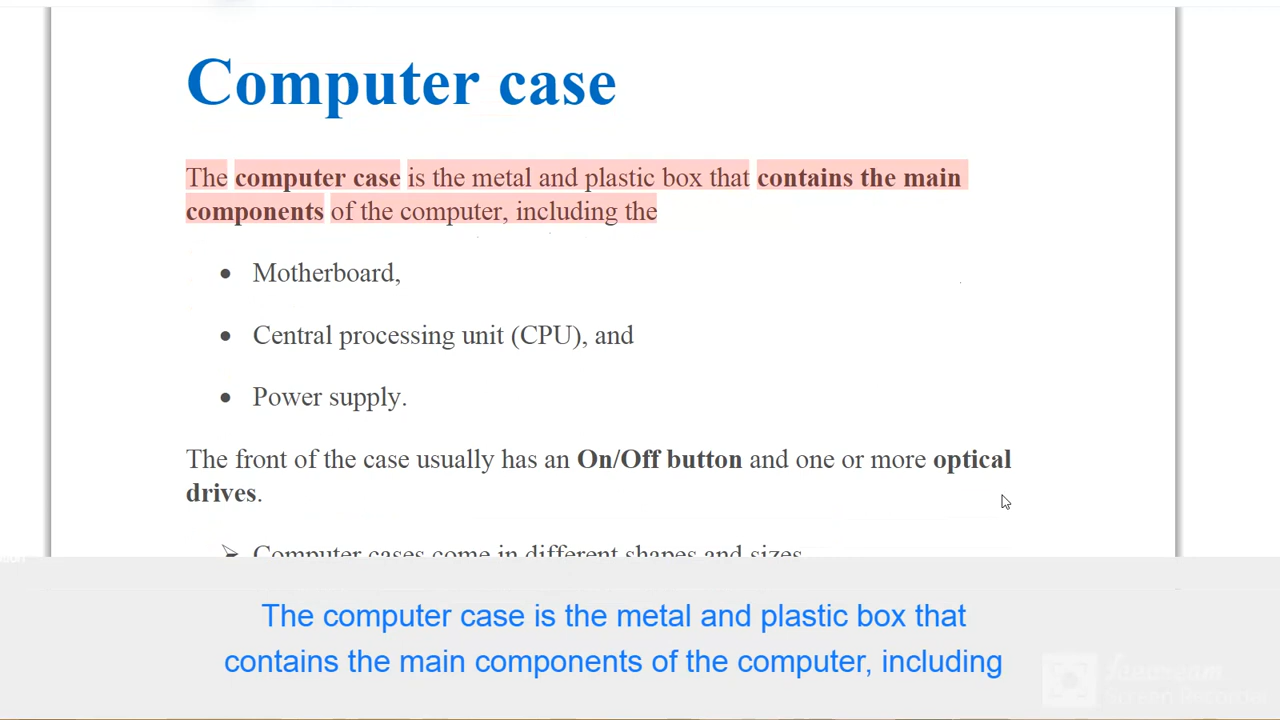 Computer case
The computer case is the metal and plastic box that contains the main
components of the computer, including the
• Motherboard,
• Central processing unit (CPU), and
• Power supply.
The front of the case usually has an On/Off button and one or more optical
drives.
➢ Computer cases come in different shapes and sizes
The computer case is the metal and plastic box that
contains the main components of the computer, including
Icecream
Screen Recorder